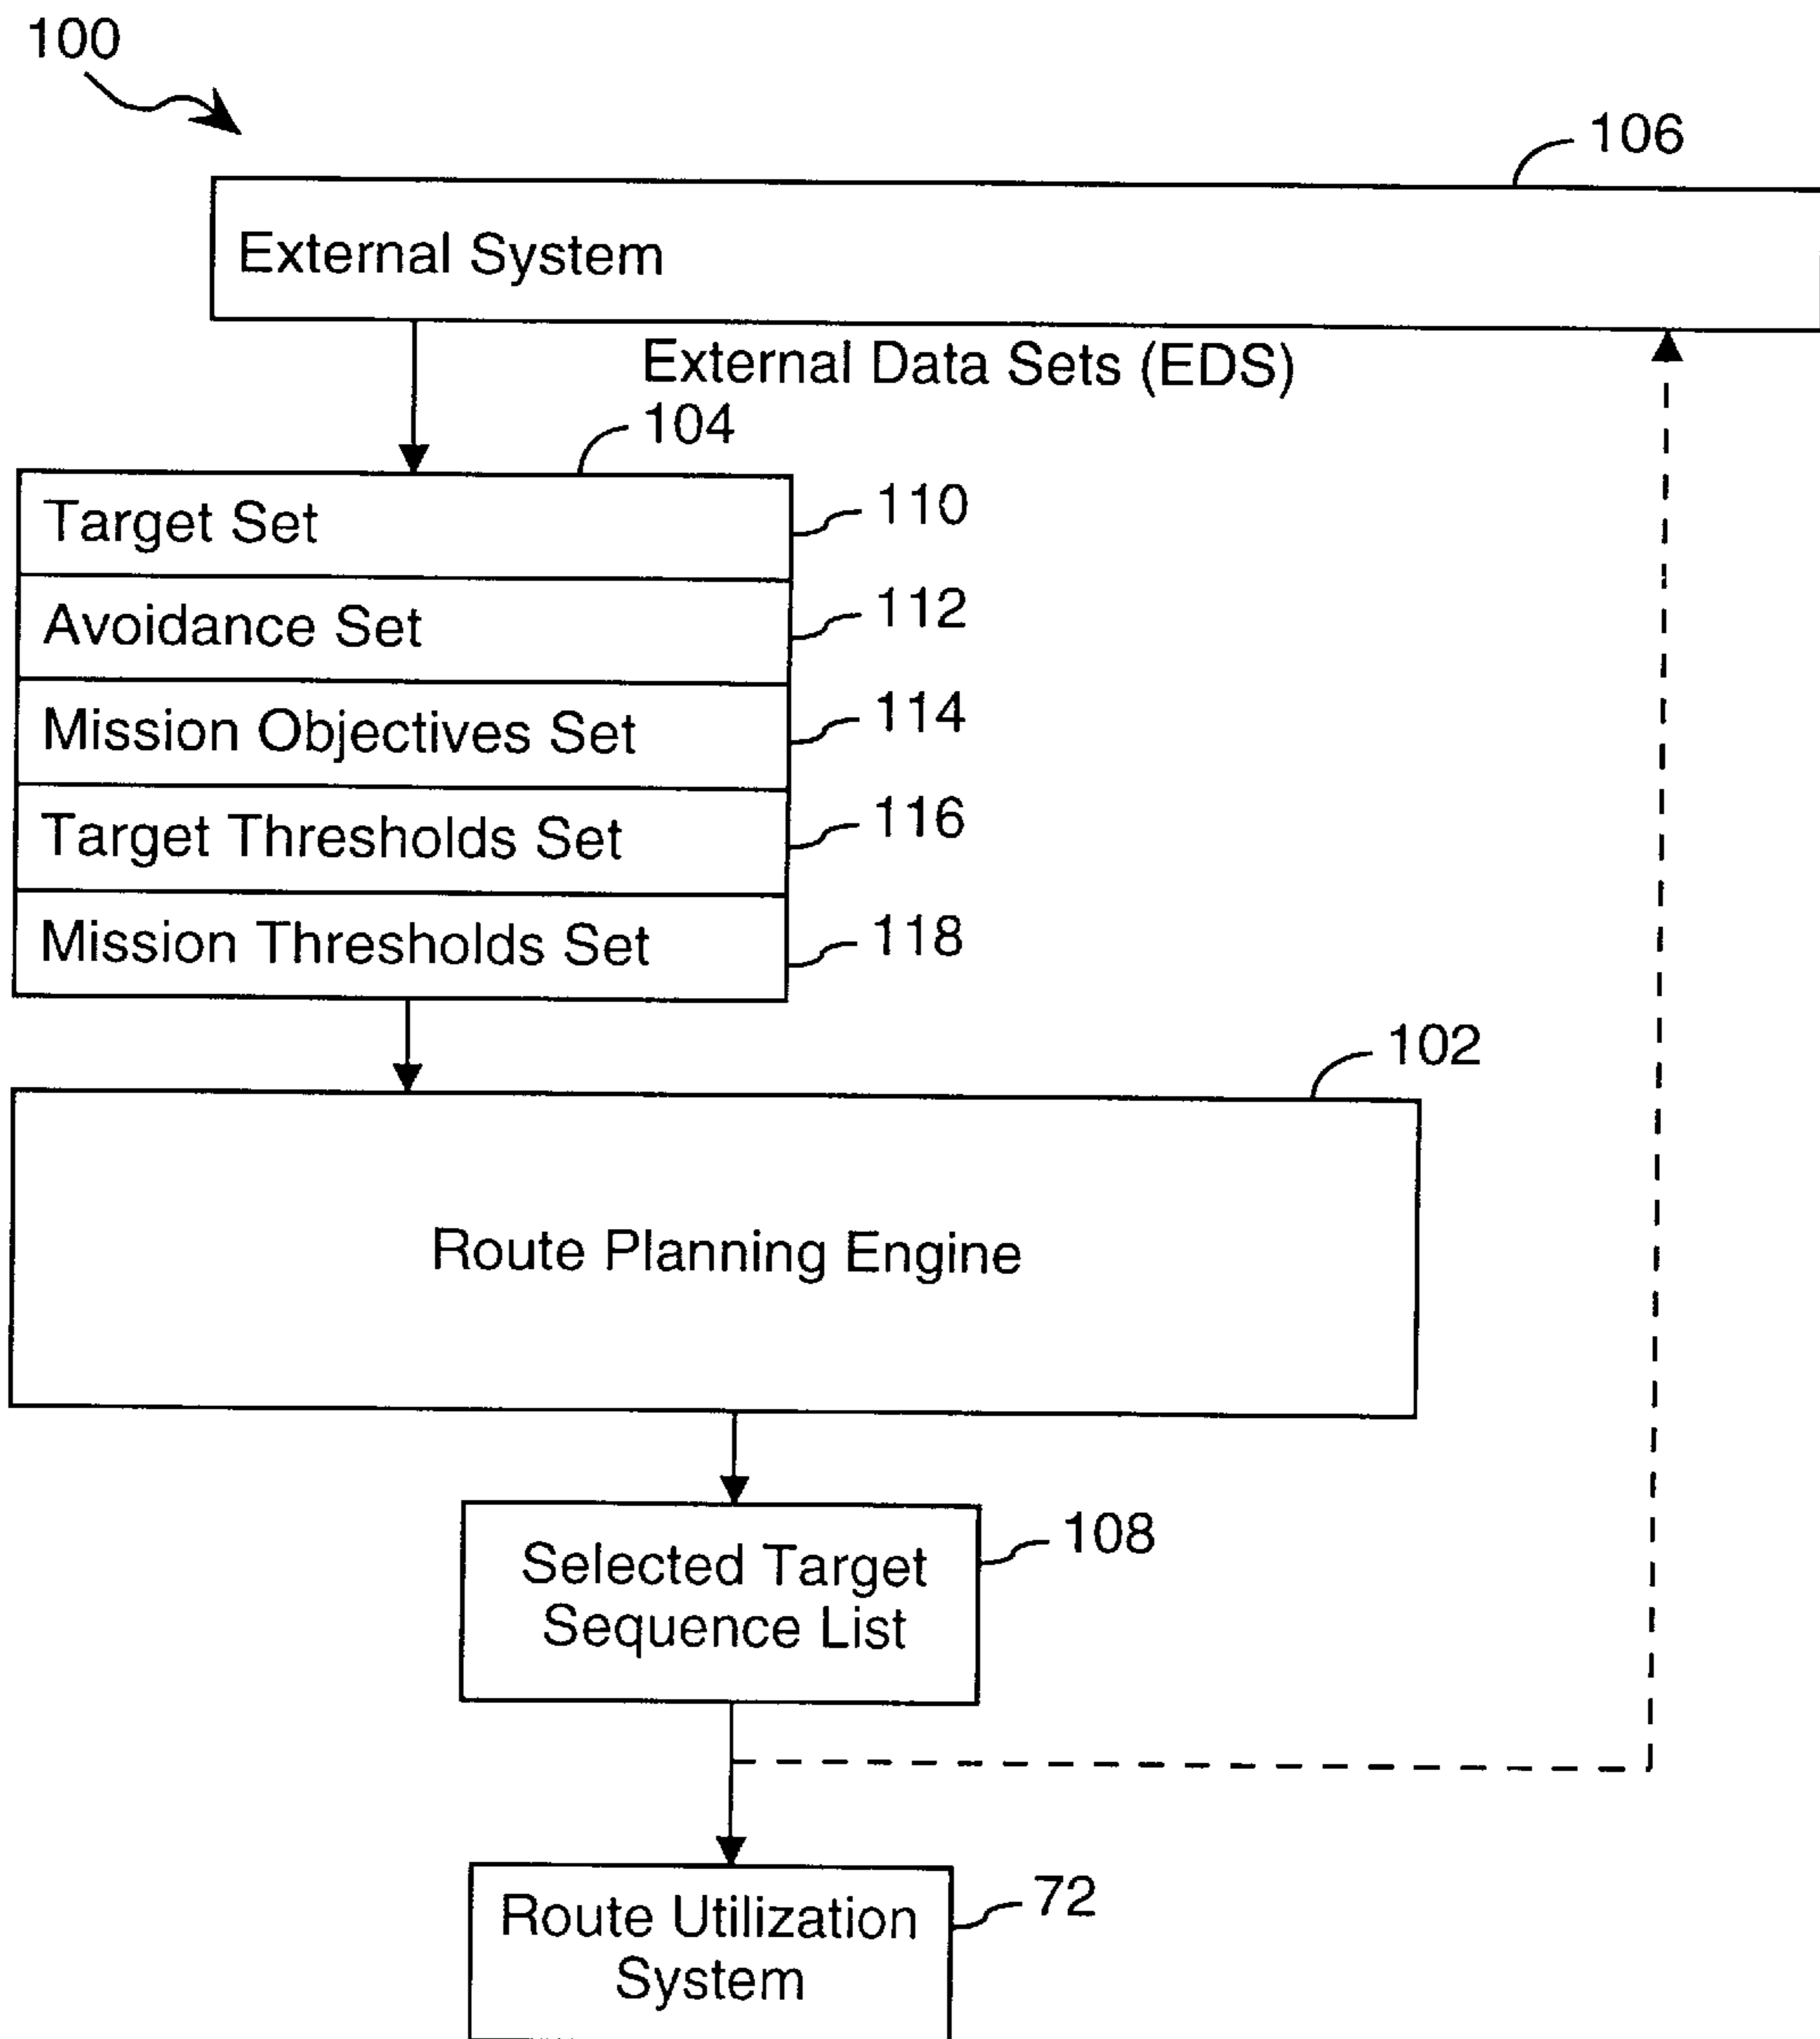 100
106
External System
External Data Sets (EDS)
104
Target Set
110
Avoidance Set
112
Mission Objectives Set
114
Target Thresholds Set
116
Mission Thresholds Set
118
102
Route Planning Engine
Selected Target
Sequence List
108
Route Utilization
System
72